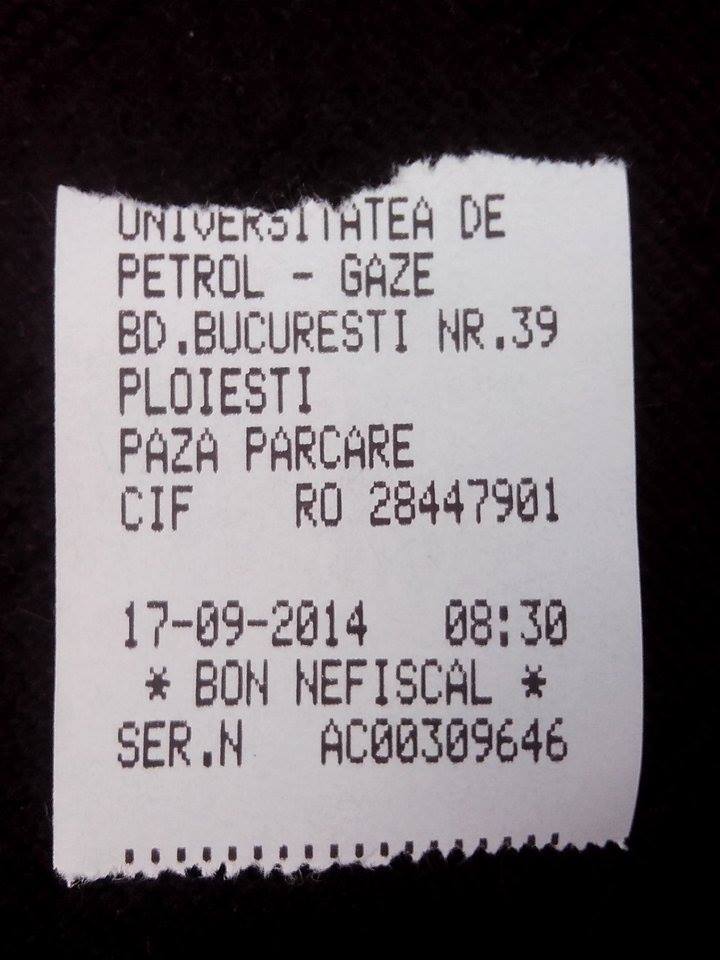 UNIVERSITATEA DE
PETROL - GAZE
BD.BUCURESTI NR.39
PLOIESTI
PAZA PARCARE
CIF RO 28447901
17-09-2014 08:30
* BON NEFISCAL *
SER.N AC00309646
..................